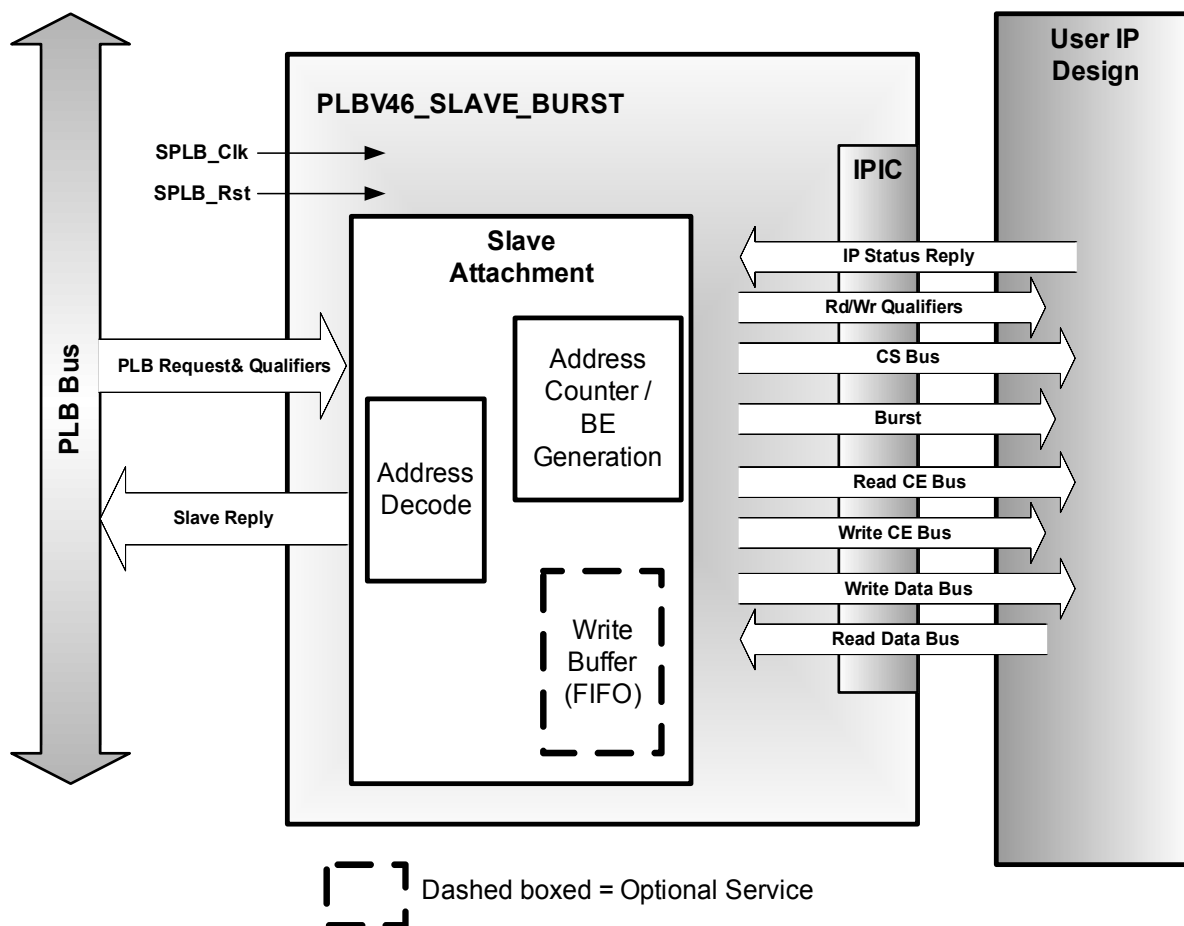 User IP
Design
PLBV46_SLAVE_BURST
SPLB_Clk
SPLB_Rst
IPIC
Slave
Attachment
IP Status Reply
Rd/Wr Qualifiers
CS Bus
Burst
Read CE Bus
Write CE Bus
Write Data Bus
Read Data Bus
PLB Bus
PLB Request& Qualifiers
Slave Reply
Address
Counter /
BE
Generation
Address
Decode
Write
Buffer
(FIFO)
Dashed boxed = Optional Service